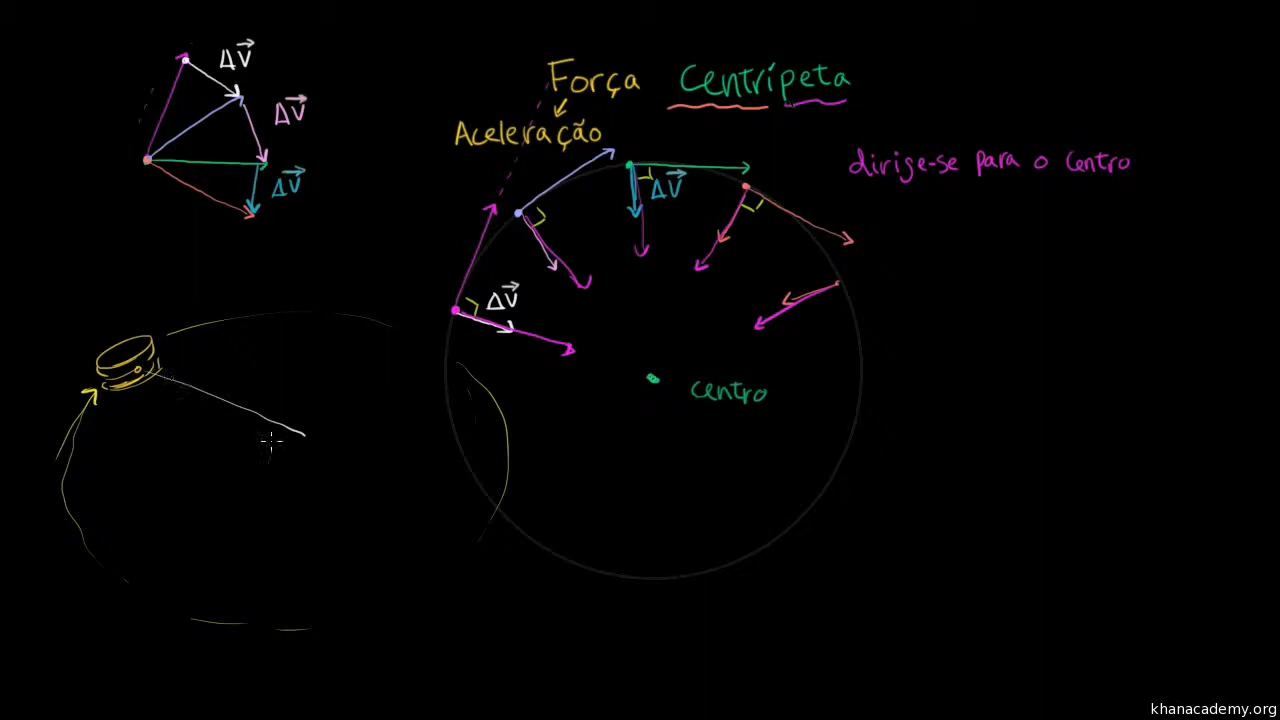 ΔV⃗
Força Centrípeta
ΔV⃗
Aceleração
dirige-se para o centro
ΔV⃗
ΔV⃗
ΔV⃗
centro
khanacademy.org